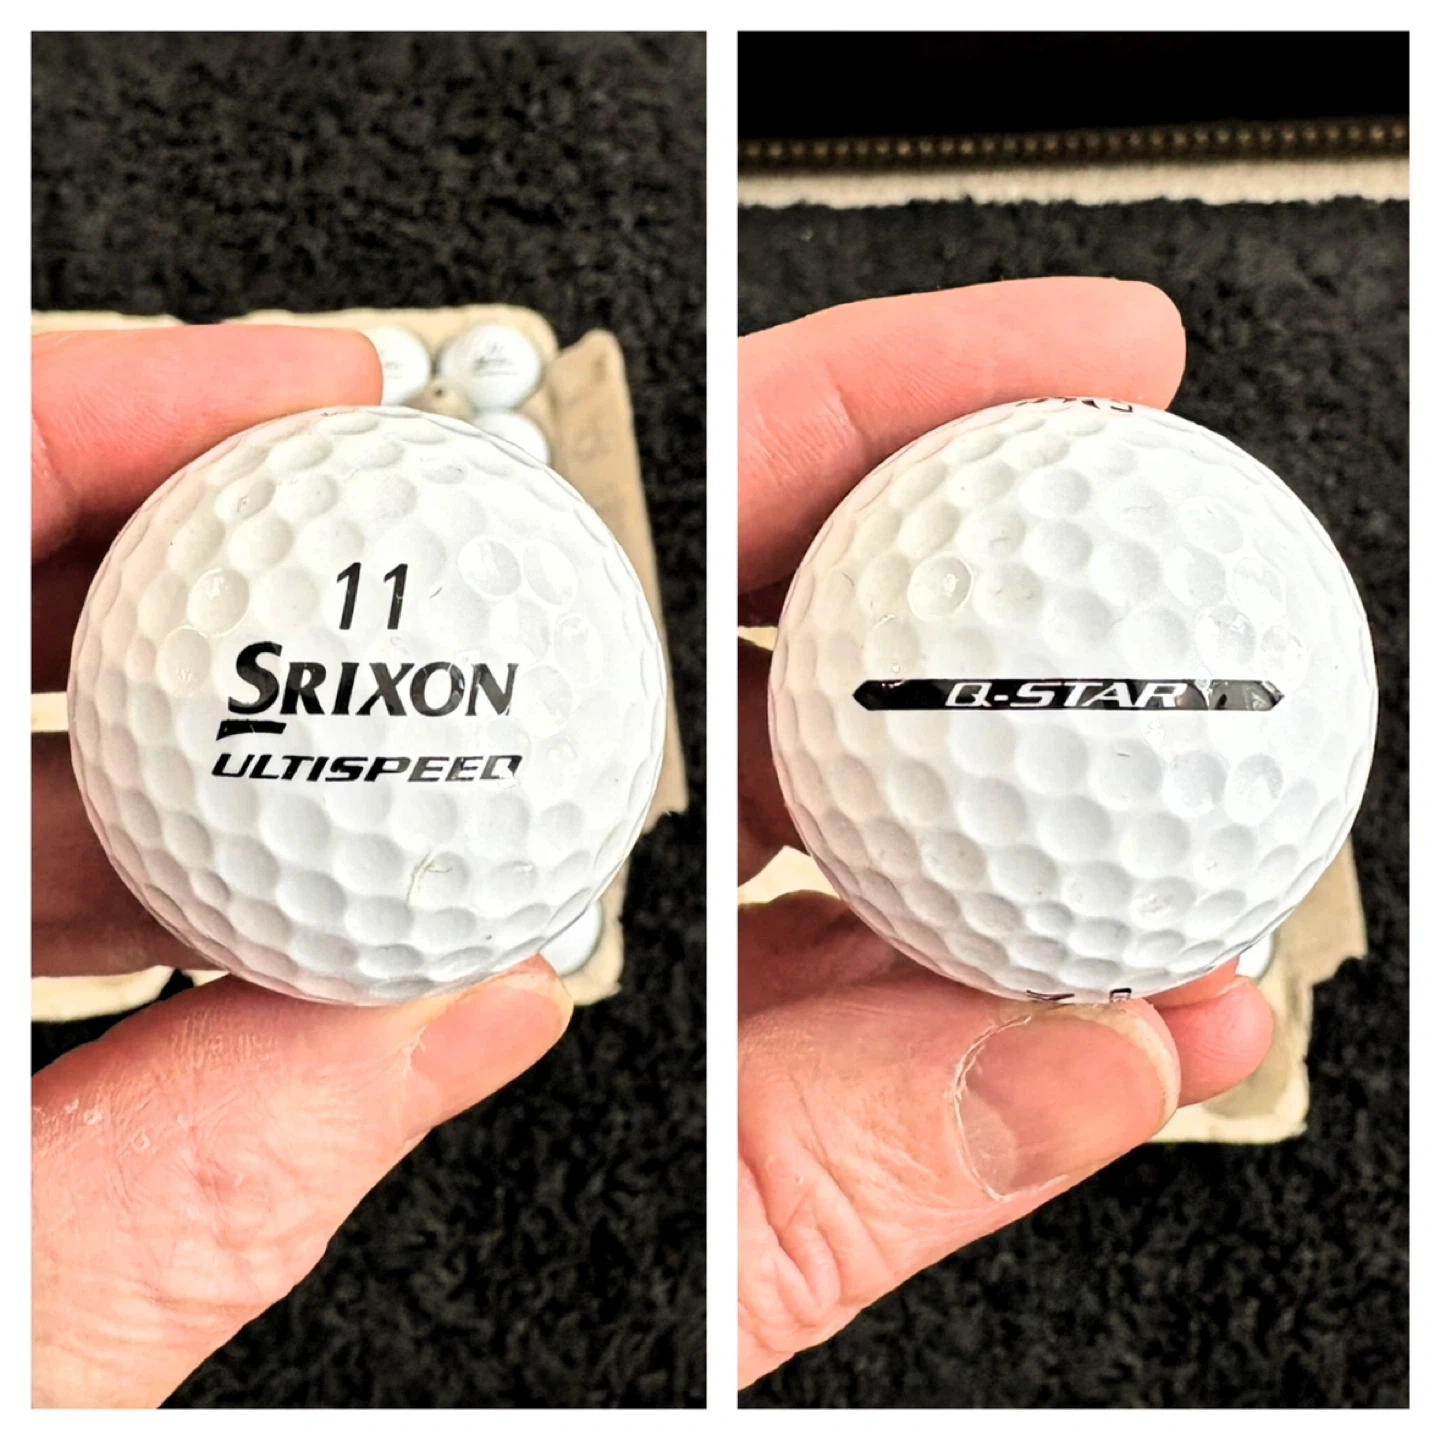 11
SRIXON
ULTISPEED
Q-STAR